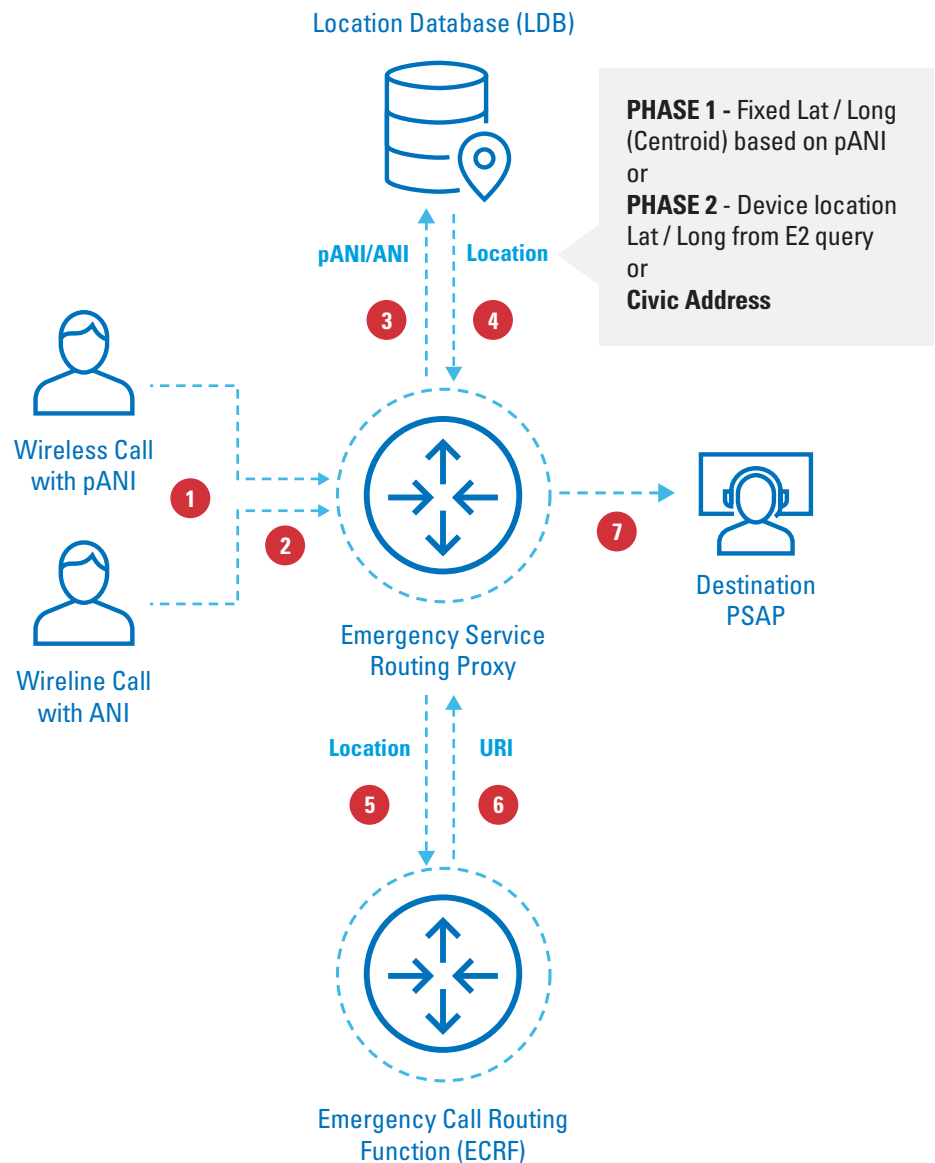 Location Database (LDB)
PHASE 1 - Fixed Lat / Long
(Centroid) based on pANI
or
PHASE 2 - Device location
Lat / Long from E2 query
or
Civic Address
pANI/ANI
Location
3
4
Wireless Call
with pANI
1
2
7
Wireline Call
with ANI
Emergency Service
Routing Proxy
Destination
PSAP
Location
URI
5
6
Emergency Call Routing
Function (ECRF)